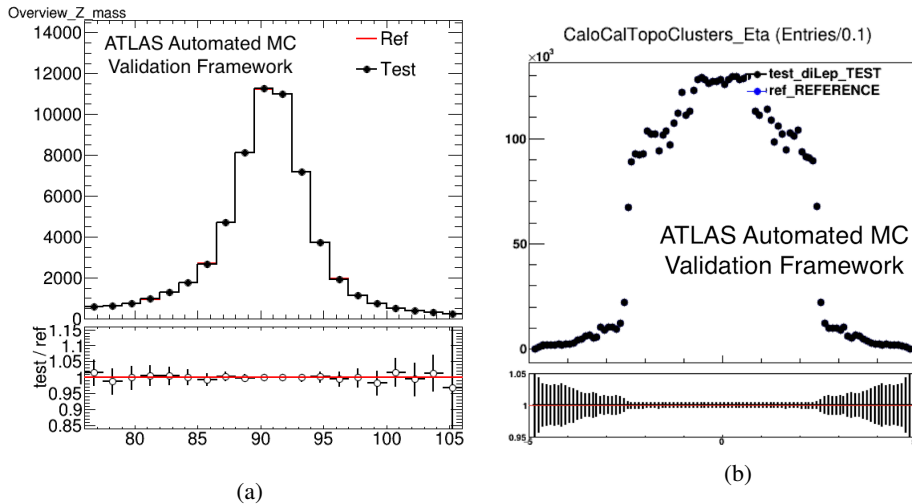 Overview_Z_mass
14000
12000
10000
8000
6000
4000
2000
0
ATLAS Automated MC
Validation Framework
Ref
Test
test / ref
1.15
1.1
1.05
1
0.95
0.9
0.85
80 85 90 95 100 105
(a)
CaloCalTopoClusters_Eta (Entries/0.1)
×10³
test_diLep_TEST
ref_REFERENCE
100
50
0
ATLAS Automated MC
Validation Framework
1.05
1
0.95
0
(b)